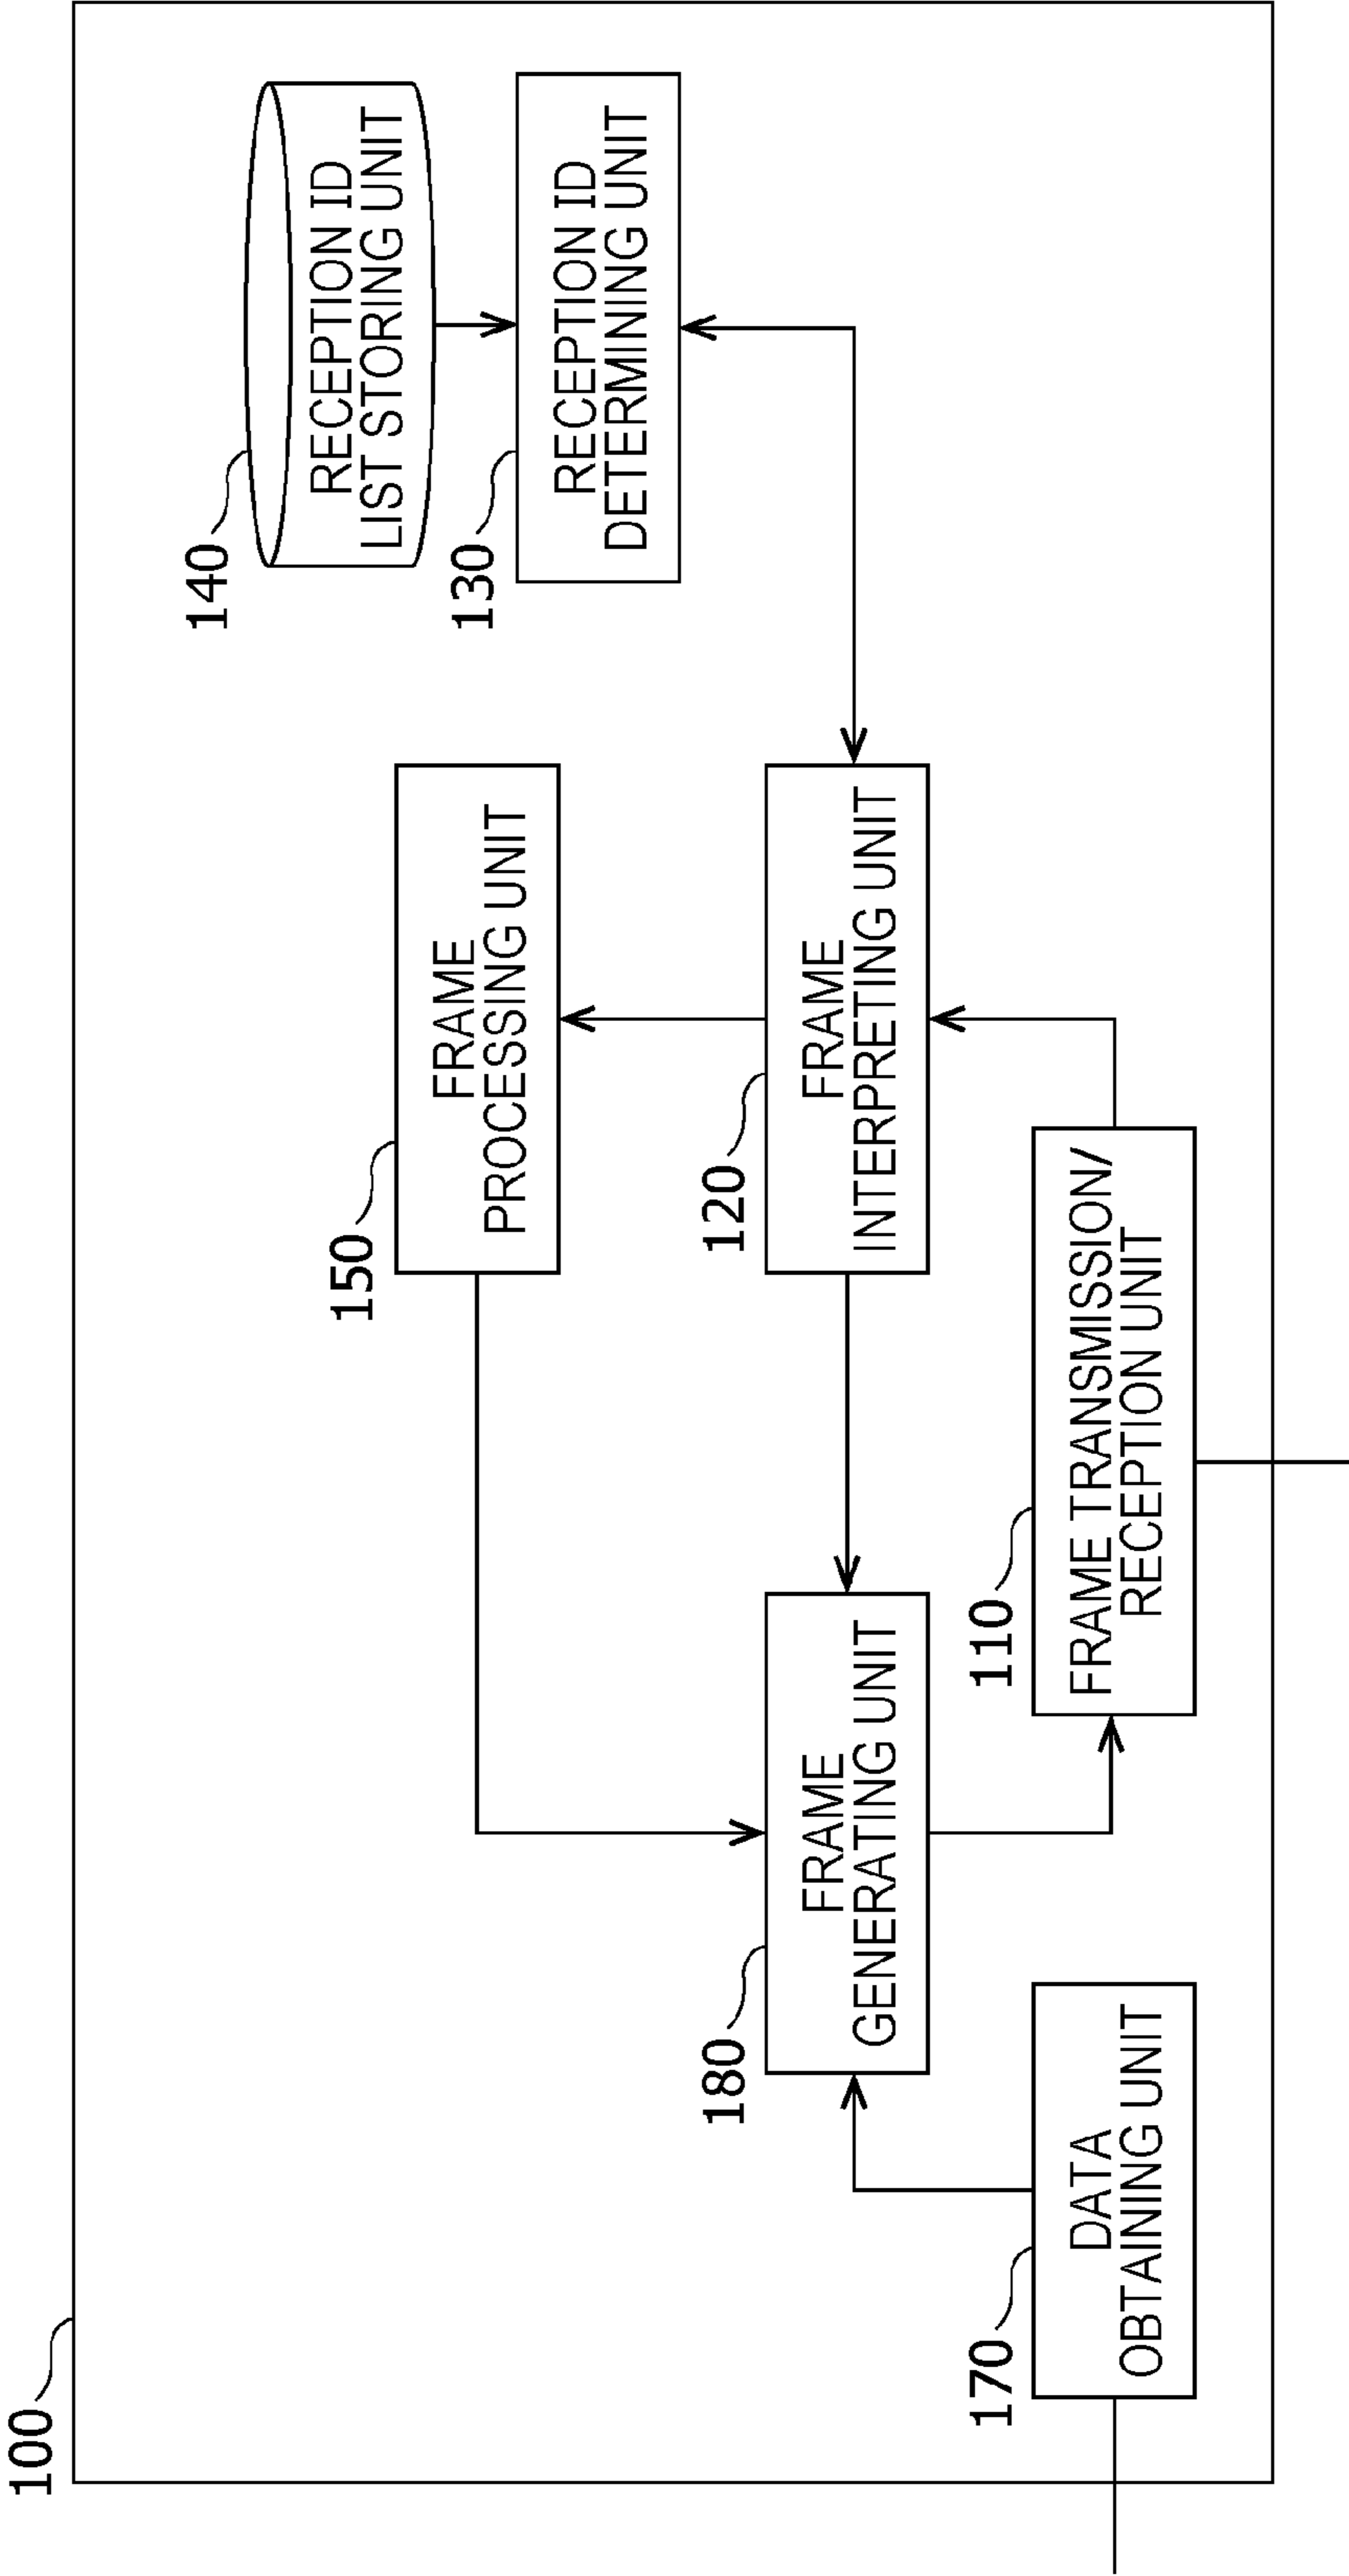 100
140
RECEPTION ID
LIST STORING UNIT
150
FRAME
PROCESSING UNIT
130
RECEPTION ID
DETERMINING UNIT
180
FRAME
GENERATING UNIT
120
FRAME
INTERPRETING UNIT
170
DATA
OBTAINING UNIT
110
FRAME TRANSMISSION/
RECEPTION UNIT